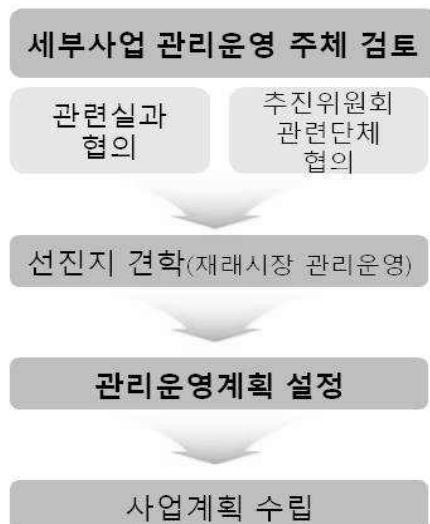 세부사업 관리운영 주체 검토
관련실과
협의
추진위원회
관련단체
협의
선진지 견학(재래시장 관리운영)
관리운영계획 설정
사업계획 수립